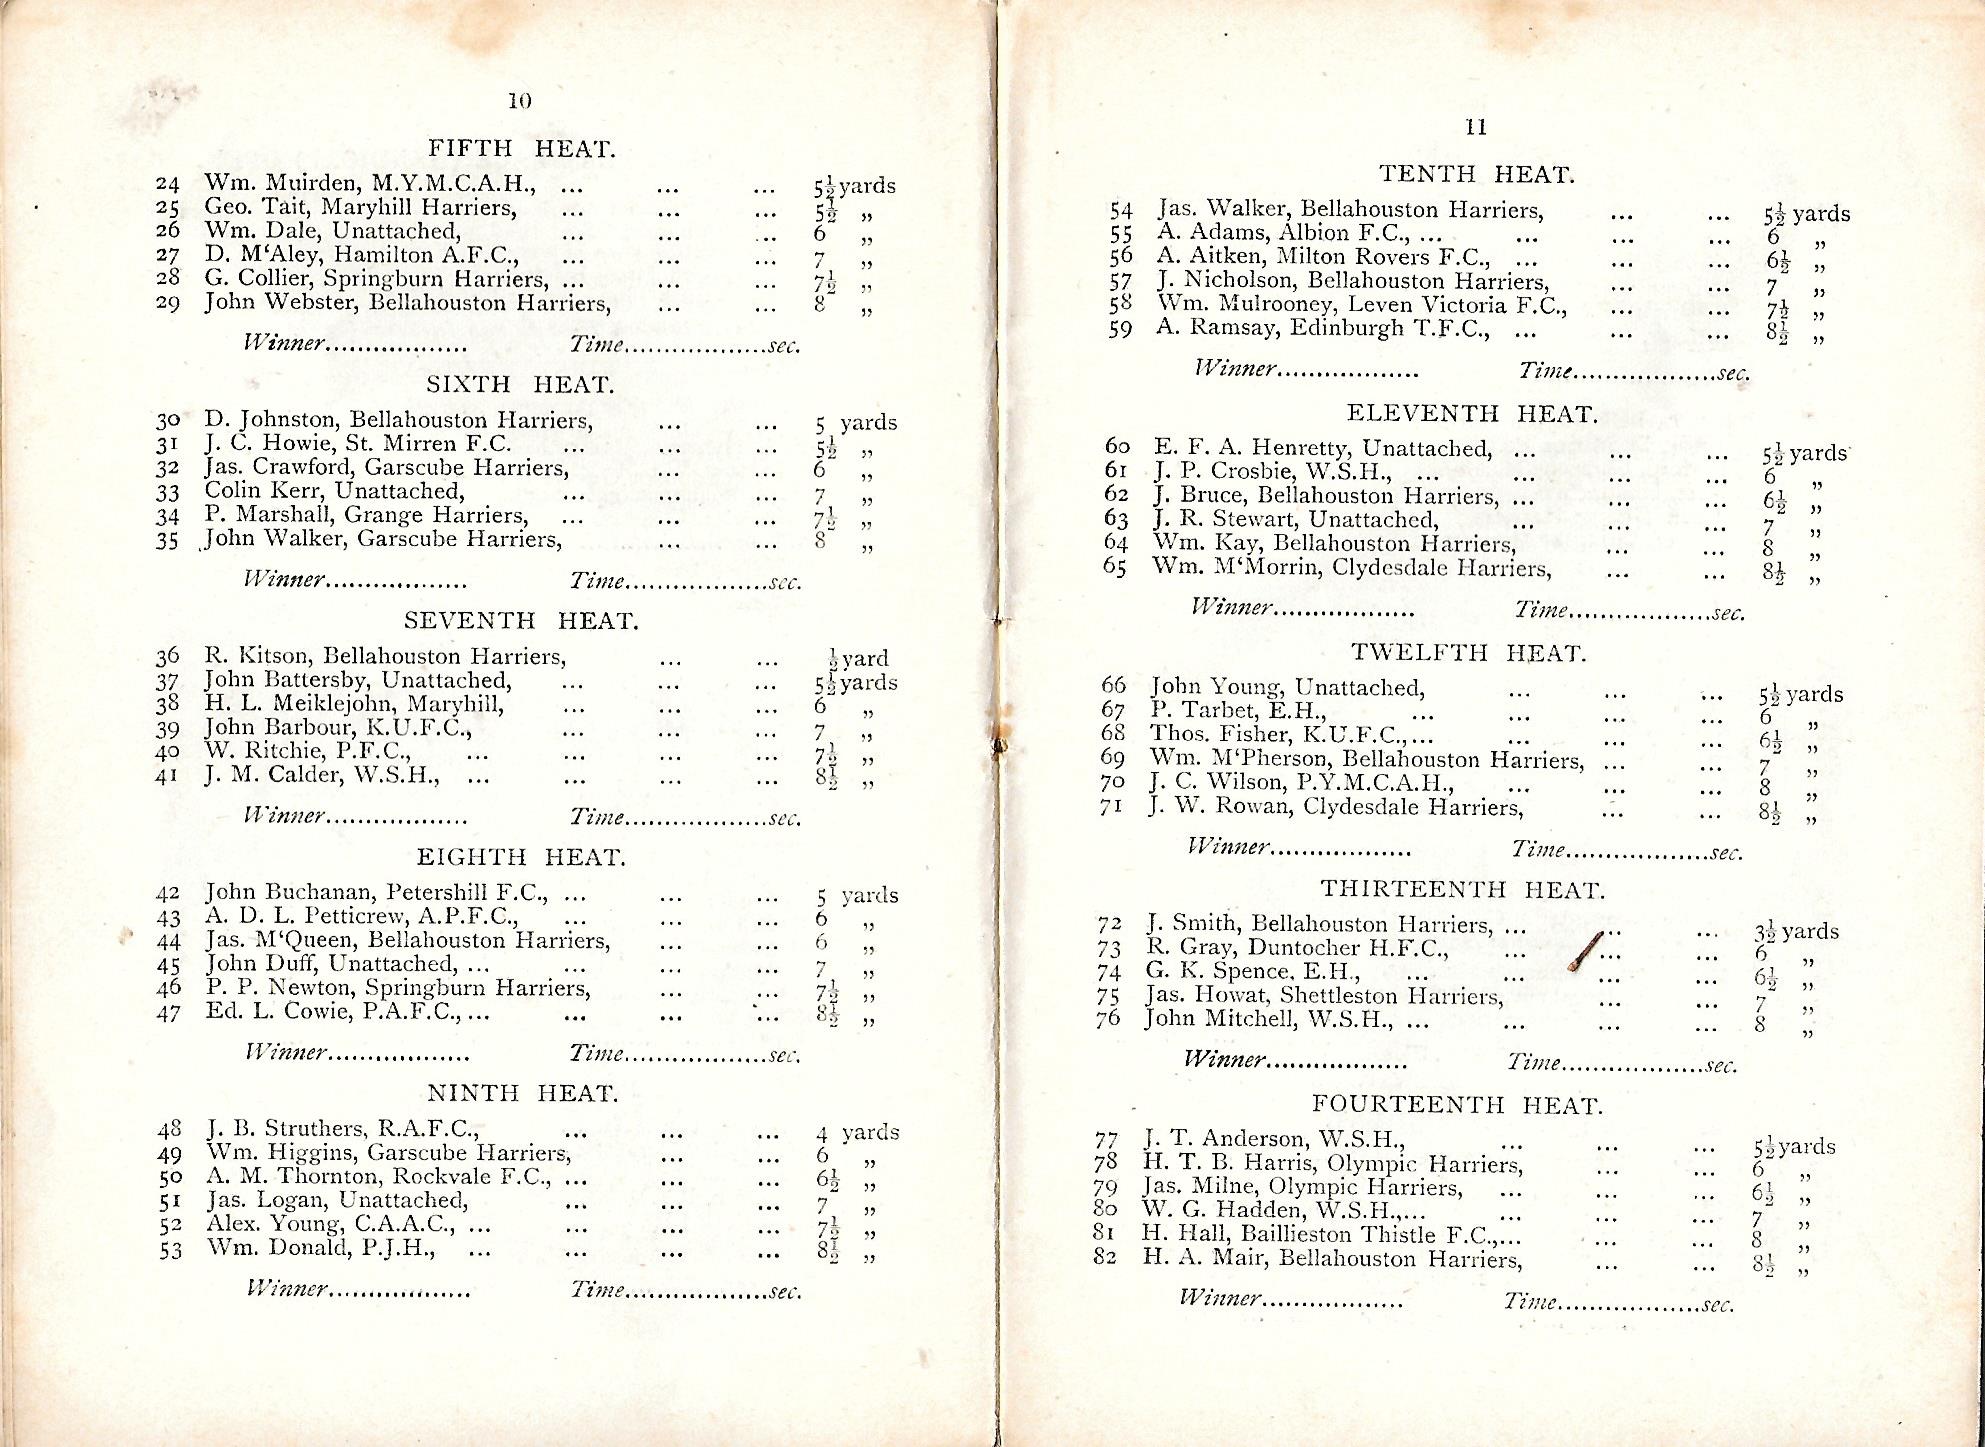 10
FIFTH HEAT.
24 Wm. Muirden, M.Y.M.C.A.H., ... ... ... 5½yards
25 Geo. Tait, Maryhill Harriers, ... ... ... 5½ „
26 Wm. Dale, Unattached, ... ... ... 6 „
27 D. M‘Aley, Hamilton A.F.C., ... ... ... 7 „
28 G. Collier, Springburn Harriers, ... ... ... 7½ „
29 John Webster, Bellahouston Harriers, ... ... 8 „
Winner.................. Time..................sec.
SIXTH HEAT.
30 D. Johnston, Bellahouston Harriers, ... ... 5 yards
31 J. C. Howie, St. Mirren F.C. ... ... ... 5½ „
32 Jas. Crawford, Garscube Harriers, ... ... 6 „
33 Colin Kerr, Unattached, ... ... ... 7 „
34 P. Marshall, Grange Harriers, ... ... ... 7½ „
35 John Walker, Garscube Harriers, ... ... 8 „
Winner.................. Time..................sec.
SEVENTH HEAT.
36 R. Kitson, Bellahouston Harriers, ... ... ½yard
37 John Battersby, Unattached, ... ... ... 5½yards
38 H. L. Meiklejohn, Maryhill, ... ... ... 6 „
39 John Barbour, K.U.F.C., ... ... ... 7 „
40 W. Ritchie, P.F.C., ... ... ... ... 7½ „
41 J. M. Calder, W.S.H., ... ... ... ... 8½ „
Winner.................. Time..................sec.
EIGHTH HEAT.
42 John Buchanan, Petershill F.C., ... ... ... 5 yards
43 A. D. L. Petticrew, A.P.F.C., ... ... ... 6 „
44 Jas. M‘Queen, Bellahouston Harriers, ... ... 6 „
45 John Duff, Unattached, ... ... ... ... 7 „
46 P. P. Newton, Springburn Harriers, ... ... 7½ „
47 Ed. L. Cowie, P.A.F.C., ... ... ... ... 8½ „
Winner.................. Time..................sec.
NINTH HEAT.
48 J. B. Struthers, R.A.F.C., ... ... ... 4 yards
49 Wm. Higgins, Garscube Harriers, ... ... 6 „
50 A. M. Thornton, Rockvale F.C., ... ... ... 6½ „
51 Jas. Logan, Unattached, ... ... ... 7 „
52 Alex. Young, C.A.A.C., ... ... ... ... 7½ „
53 Wm. Donald, P.J.H., ... ... ... ... 8½ „
Winner.................. Time..................sec.
11
TENTH HEAT.
54 Jas. Walker, Bellahouston Harriers, ... ... 5½ yards
55 A. Adams, Albion F.C., ... ... ... ... 6 „
56 A. Aitken, Milton Rovers F.C., ... ... ... 6½ „
57 J. Nicholson, Bellahouston Harriers, ... ... 7 „
58 Wm. Mulrooney, Leven Victoria F.C., ... ... 7½ „
59 A. Ramsay, Edinburgh T.F.C., ... ... ... 8½ „
Winner.................. Time..................sec.
ELEVENTH HEAT.
60 E. F. A. Henretty, Unattached, ... ... ... 5½yards
61 J. P. Crosbie, W.S.H., ... ... ... ... 6 „
62 J. Bruce, Bellahouston Harriers, ... ... ... 6½ „
63 J. R. Stewart, Unattached, ... ... ... 7 „
64 Wm. Kay, Bellahouston Harriers, ... ... 8 „
65 Wm. M‘Morrin, Clydesdale Harriers, ... ... 8½ „
Winner.................. Time..................sec.
TWELFTH HEAT.
66 John Young, Unattached, ... ... ... 5½yards
67 P. Tarbet, E.H., ... ... ... ... 6 „
68 Thos. Fisher, K.U.F.C.,... ... ... ... 6½ „
69 Wm. M‘Pherson, Bellahouston Harriers, ... ... 7 „
70 J. C. Wilson, P.Y.M.C.A.H., ... ... ... 8 „
71 J. W. Rowan, Clydesdale Harriers, ... ... 8½ „
Winner.................. Time..................sec.
THIRTEENTH HEAT.
72 J. Smith, Bellahouston Harriers, ... ... ... 3½yards
73 R. Gray, Duntocher H.F.C., ... ... ... 6 „
74 G. K. Spence, E.H., ... ... ... ... 6½ „
75 Jas. Howat, Shettleston Harriers, ... ... 7 „
76 John Mitchell, W.S.H., ... ... ... ... 8 „
Winner.................. Time..................sec.
FOURTEENTH HEAT.
77 J. T. Anderson, W.S.H., ... ... ... 5½yards
78 H. T. B. Harris, Olympic Harriers, ... ... 6 „
79 Jas. Milne, Olympic Harriers, ... ... ... 6½ „
80 W. G. Hadden, W.S.H.,... ... ... ... 7 „
81 H. Hall, Baillieston Thistle F.C.,... ... ... 8 „
82 H. A. Mair, Bellahouston Harriers, ... ... 8½ „
Winner.................. Time..................sec.